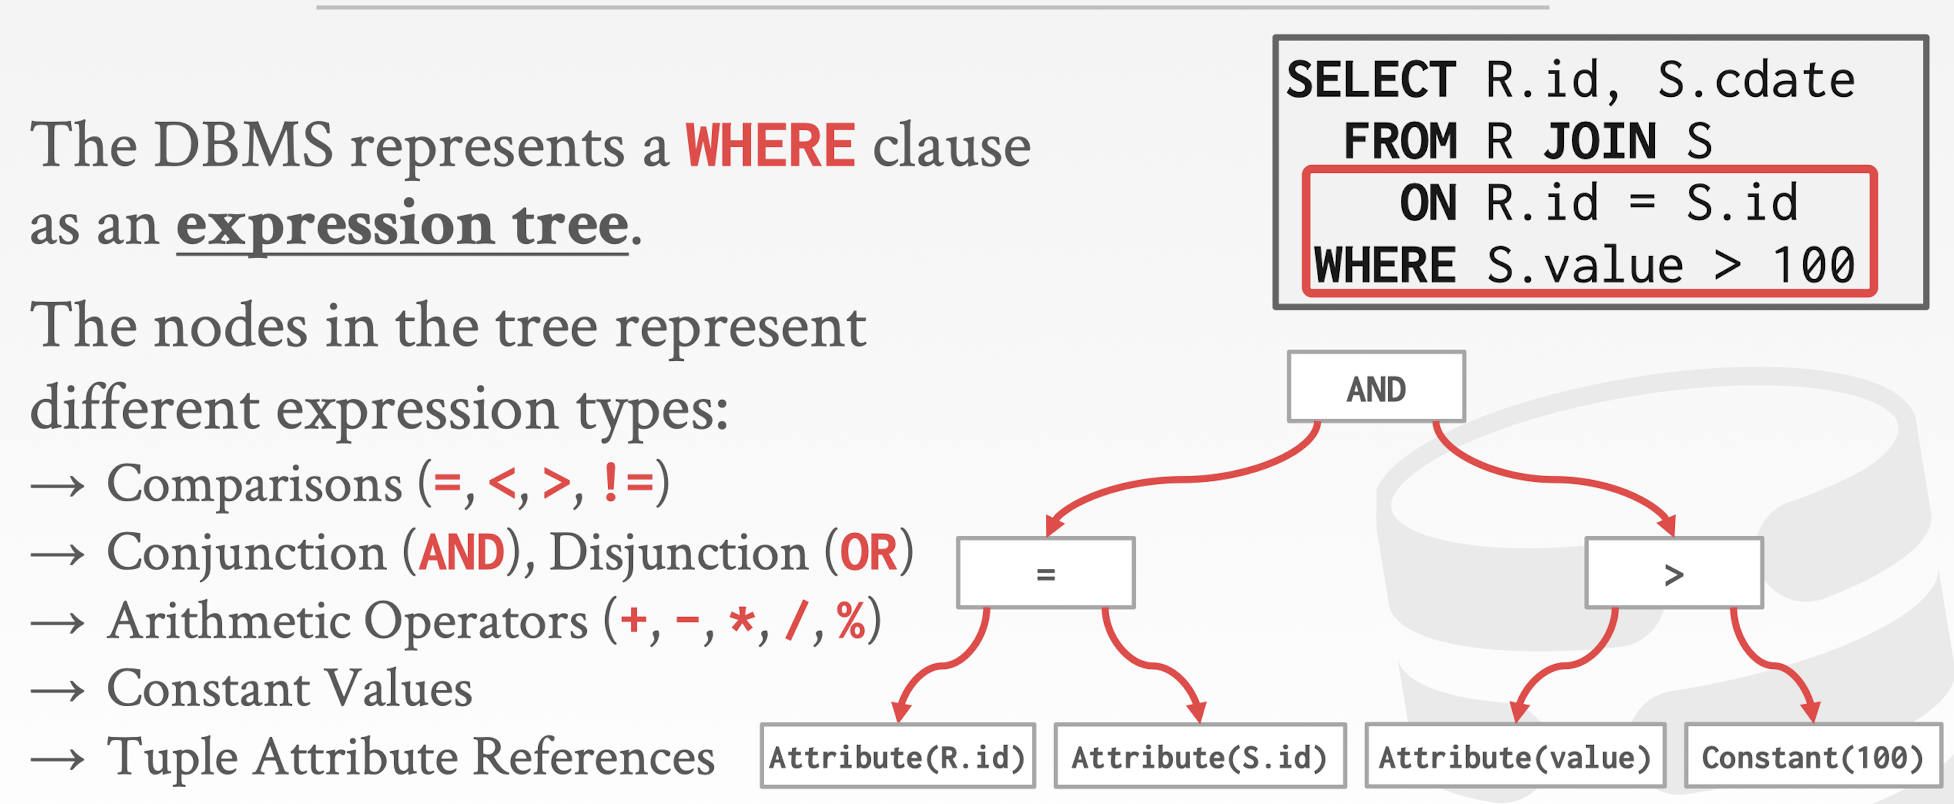 The DBMS represents a WHERE clause
as an expression tree.
The nodes in the tree represent
different expression types:
→ Comparisons (=, <, >, !=)
→ Conjunction (AND), Disjunction (OR)
→ Arithmetic Operators (+, -, *, /, %)
→ Constant Values
→ Tuple Attribute References
SELECT R.id, S.cdate
FROM R JOIN S
ON R.id = S.id
WHERE S.value > 100
AND
=
>
Attribute(R.id)
Attribute(S.id)
Attribute(value)
Constant(100)